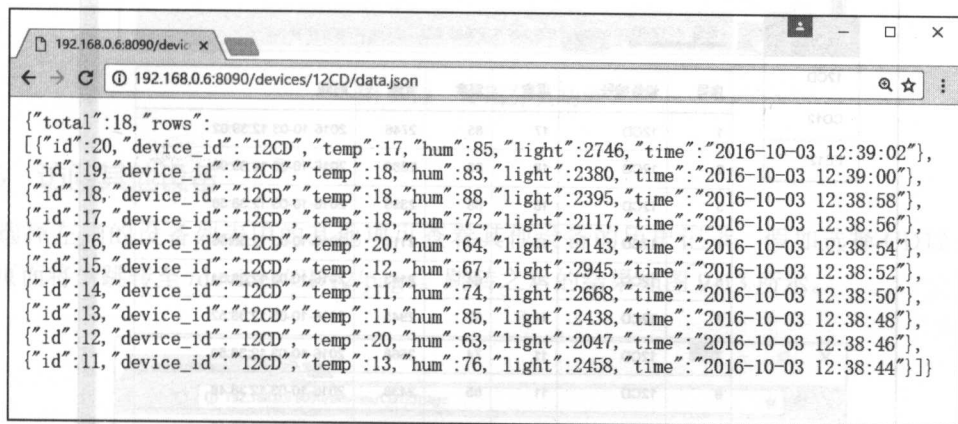 192.168.0.6:8090/devic
192.168.0.6:8090/devices/12CD/data.json
{"total":18,"rows":
[{"id":20,"device_id":"12CD","temp":17,"hum":85,"light":2746,"time":"2016-10-03 12:39:02"},
{"id":19,"device_id":"12CD","temp":18,"hum":83,"light":2380,"time":"2016-10-03 12:39:00"},
{"id":18,"device_id":"12CD","temp":18,"hum":88,"light":2395,"time":"2016-10-03 12:38:58"},
{"id":17,"device_id":"12CD","temp":18,"hum":72,"light":2117,"time":"2016-10-03 12:38:56"},
{"id":16,"device_id":"12CD","temp":20,"hum":64,"light":2143,"time":"2016-10-03 12:38:54"},
{"id":15,"device_id":"12CD","temp":12,"hum":67,"light":2945,"time":"2016-10-03 12:38:52"},
{"id":14,"device_id":"12CD","temp":11,"hum":74,"light":2668,"time":"2016-10-03 12:38:50"},
{"id":13,"device_id":"12CD","temp":11,"hum":85,"light":2438,"time":"2016-10-03 12:38:48"},
{"id":12,"device_id":"12CD","temp":20,"hum":63,"light":2047,"time":"2016-10-03 12:38:46"},
{"id":11,"device_id":"12CD","temp":13,"hum":76,"light":2458,"time":"2016-10-03 12:38:44"}]}